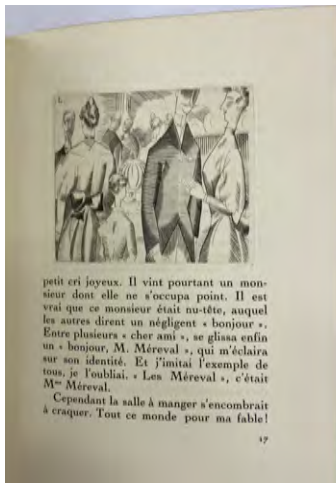 petit cri joyeux. Il vint pourtant un mon-
sieur dont elle ne s'occupa point. Il est
vrai que ce monsieur était nu-tête, auquel
les autres dirent un négligent « bonjour ».
Entre plusieurs « cher ami », se glissa enfin
un « bonjour, M. Méreval », qui m'éclaira
sur son identité. Et j'imitai l'exemple de
tous, je l'oubliai. « Les Méreval », c'était
Mme Méreval.
Cependant la salle à manger s'encombrait
à craquer. Tout ce monde pour ma fable!
17